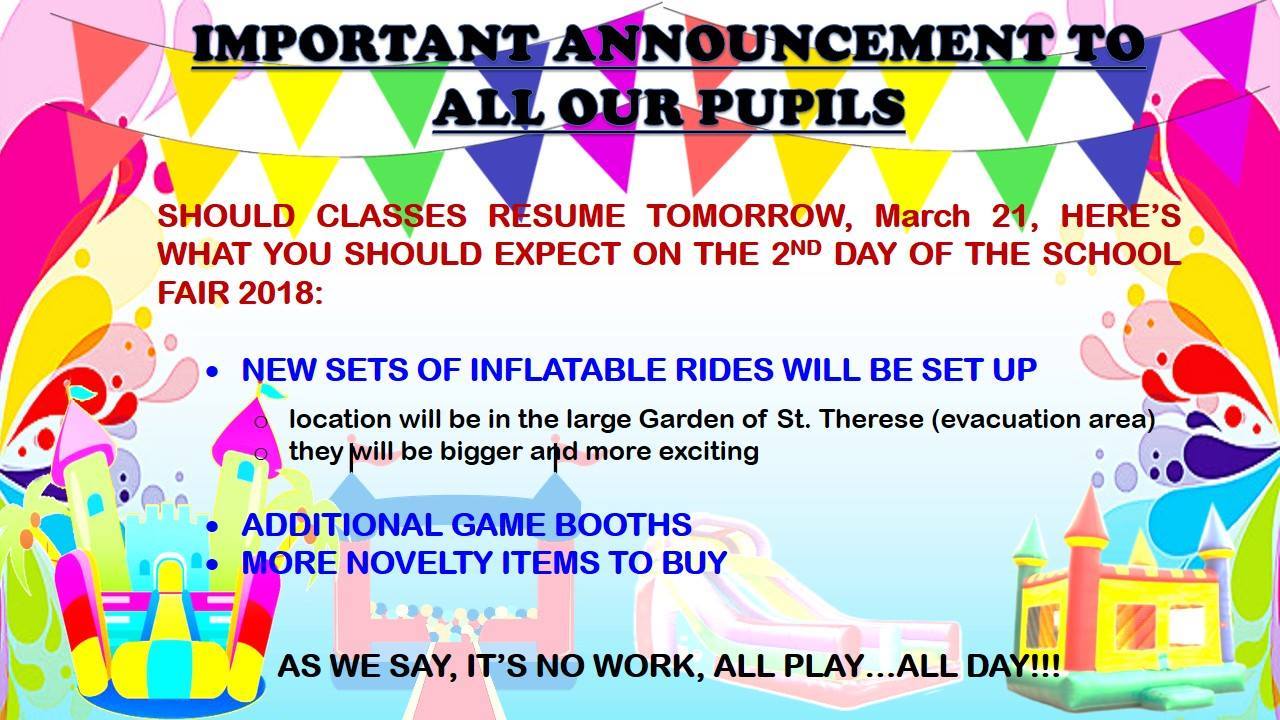 IMPORTANT ANNOUNCEMENT TO
ALL OUR PUPILS
SHOULD CLASSES RESUME TOMORROW, March 21, HERE'S
WHAT YOU SHOULD EXPECT ON THE 2ND DAY OF THE SCHOOL
FAIR 2018:
• NEW SETS OF INFLATABLE RIDES WILL BE SET UP
o location will be in the large Garden of St. Therese (evacuation area)
o they will be bigger and more exciting
• ADDITIONAL GAME BOOTHS
• MORE NOVELTY ITEMS TO BUY
AS WE SAY, IT'S NO WORK, ALL PLAY...ALL DAY!!!